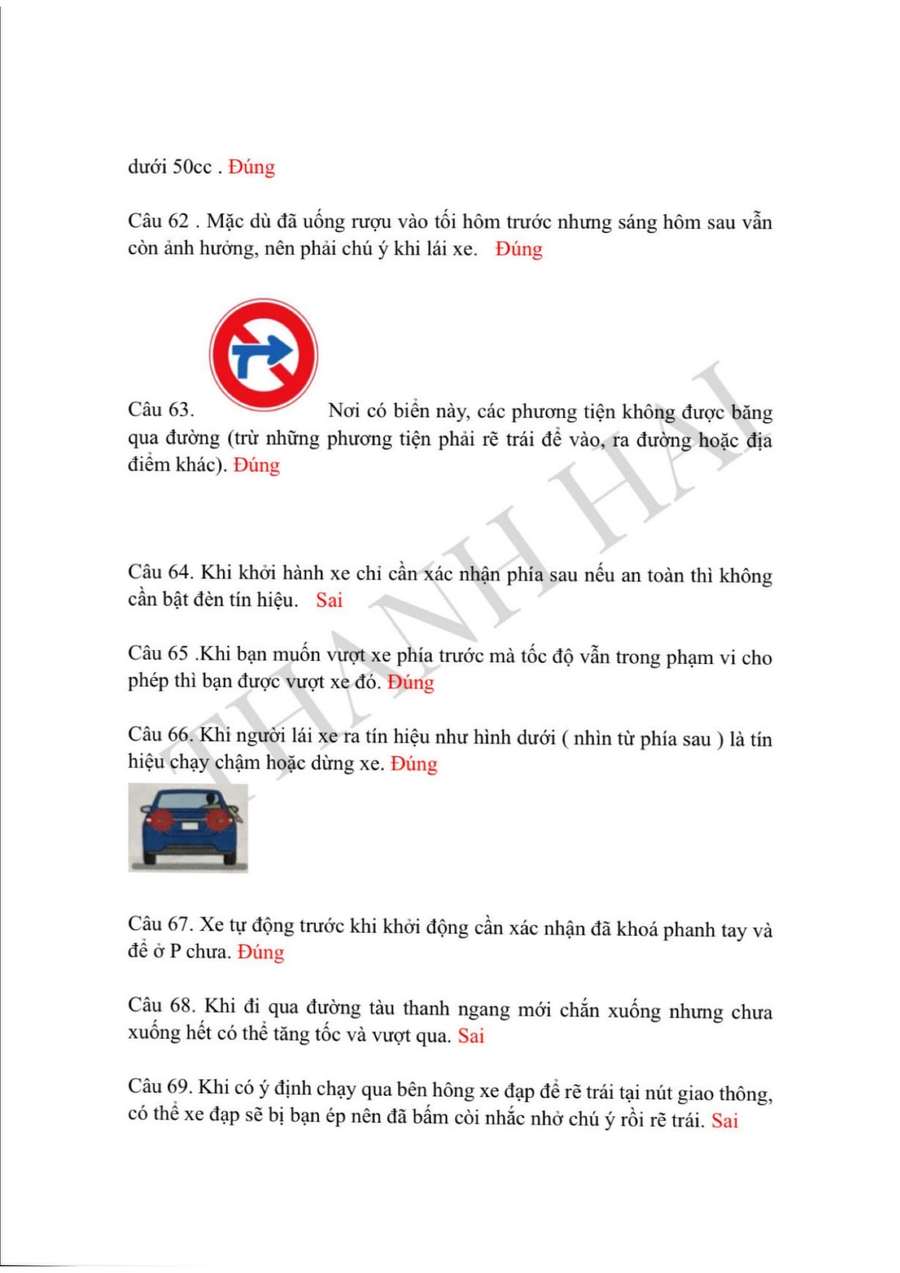 dưới 50cc . Đúng
Câu 62 . Mặc dù đã uống rượu vào tối hôm trước nhưng sáng hôm sau vẫn
còn ảnh hưởng, nên phải chú ý khi lái xe. Đúng
Câu 63. Nơi có biển này, các phương tiện không được băng
qua đường (trừ những phương tiện phải rẽ trái để vào, ra đường hoặc địa
điểm khác). Đúng
Câu 64. Khi khởi hành xe chỉ cần xác nhận phía sau nếu an toàn thì không
cần bật đèn tín hiệu. Sai
Câu 65 .Khi bạn muốn vượt xe phía trước mà tốc độ vẫn trong phạm vi cho
phép thì bạn được vượt xe đó. Đúng
Câu 66. Khi người lái xe ra tín hiệu như hình dưới ( nhìn từ phía sau ) là tín
hiệu chạy chậm hoặc dừng xe. Đúng
Câu 67. Xe tự động trước khi khởi động cần xác nhận đã khoá phanh tay và
để ở P chưa. Đúng
Câu 68. Khi đi qua đường tàu thanh ngang mới chắn xuống nhưng chưa
xuống hết có thể tăng tốc và vượt qua. Sai
Câu 69. Khi có ý định chạy qua bên hông xe đạp để rẽ trái tại nút giao thông,
có thể xe đạp sẽ bị bạn ép nên đã bấm còi nhắc nhở chú ý rồi rẽ trái. Sai
THANH HAI